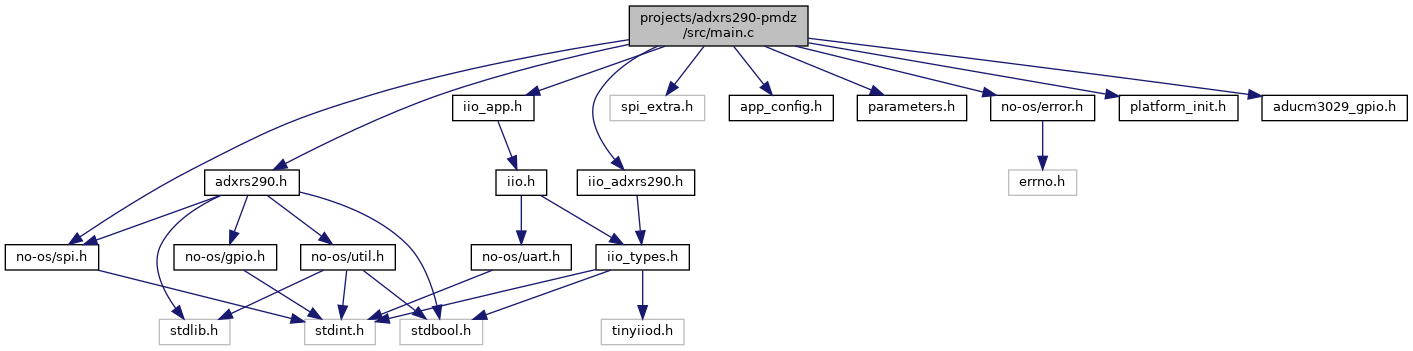 projects/adxrs290-pmdz
/src/main.c
iio_app.h
spi_extra.h
app_config.h
parameters.h
no-os/error.h
platform_init.h
aducm3029_gpio.h
adxrs290.h
iio.h
iio_adxrs290.h
errno.h
no-os/spi.h
no-os/gpio.h
no-os/util.h
no-os/uart.h
iio_types.h
stdlib.h
stdint.h
stdbool.h
tinyiiod.h